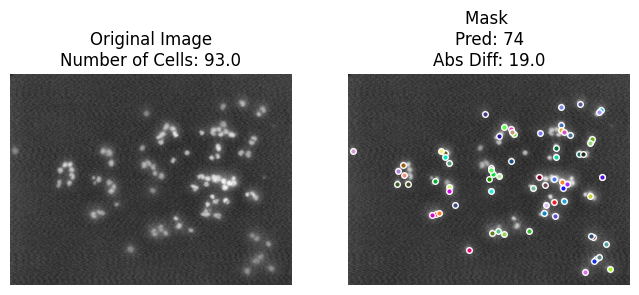 Original Image
Number of Cells: 93.0
Mask
Pred: 74
Abs Diff: 19.0